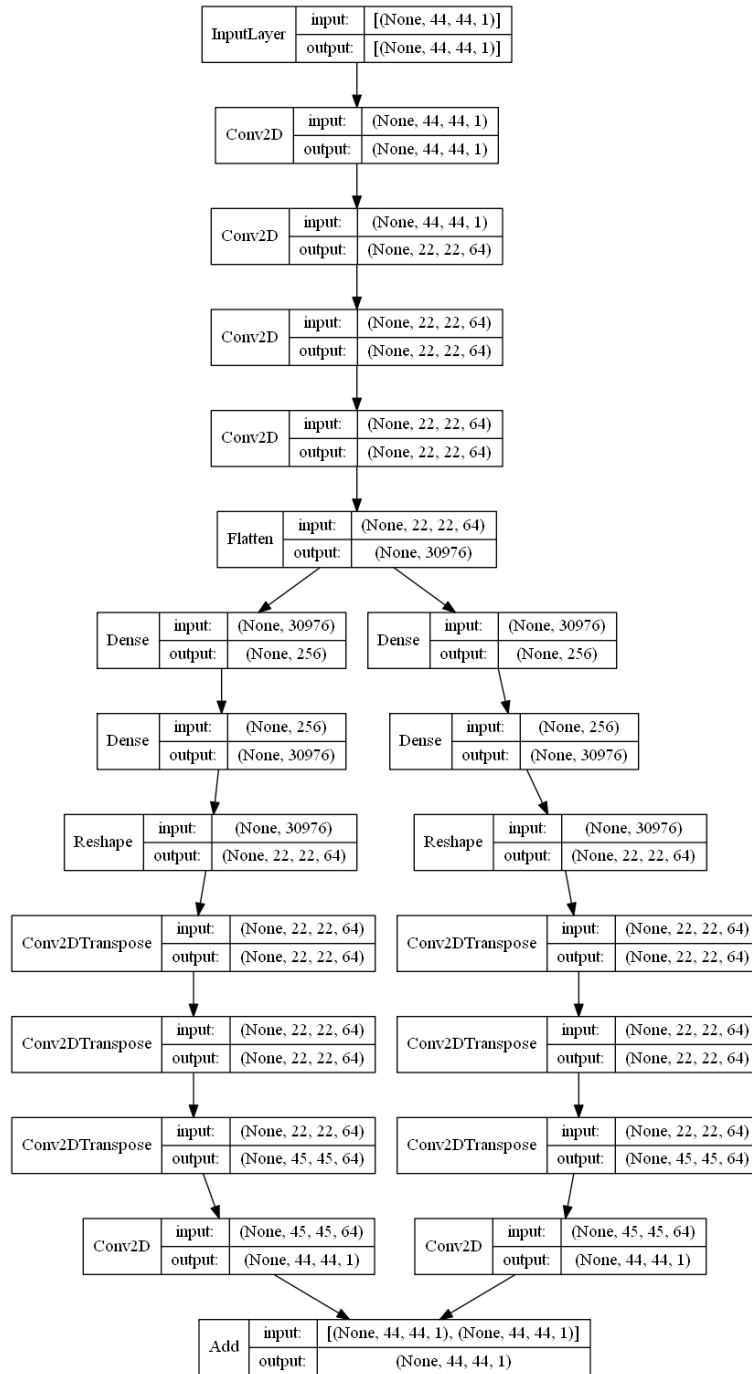 InputLayer input: [(None, 44, 44, 1)]
output: [(None, 44, 44, 1)]
Conv2D input: (None, 44, 44, 1)
output: (None, 44, 44, 1)
Conv2D input: (None, 44, 44, 1)
output: (None, 22, 22, 64)
Conv2D input: (None, 22, 22, 64)
output: (None, 22, 22, 64)
Conv2D input: (None, 22, 22, 64)
output: (None, 22, 22, 64)
Flatten input: (None, 22, 22, 64)
output: (None, 30976)
Dense input: (None, 30976)
output: (None, 256)
Dense input: (None, 30976)
output: (None, 256)
Dense input: (None, 256)
output: (None, 30976)
Dense input: (None, 256)
output: (None, 30976)
Reshape input: (None, 30976)
output: (None, 22, 22, 64)
Reshape input: (None, 30976)
output: (None, 22, 22, 64)
Conv2DTranspose input: (None, 22, 22, 64)
output: (None, 22, 22, 64)
Conv2DTranspose input: (None, 22, 22, 64)
output: (None, 22, 22, 64)
Conv2DTranspose input: (None, 22, 22, 64)
output: (None, 22, 22, 64)
Conv2DTranspose input: (None, 22, 22, 64)
output: (None, 22, 22, 64)
Conv2DTranspose input: (None, 22, 22, 64)
output: (None, 45, 45, 64)
Conv2DTranspose input: (None, 22, 22, 64)
output: (None, 45, 45, 64)
Conv2D input: (None, 45, 45, 64)
output: (None, 44, 44, 1)
Conv2D input: (None, 45, 45, 64)
output: (None, 44, 44, 1)
Add input: [(None, 44, 44, 1), (None, 44, 44, 1)]
output: (None, 44, 44, 1)